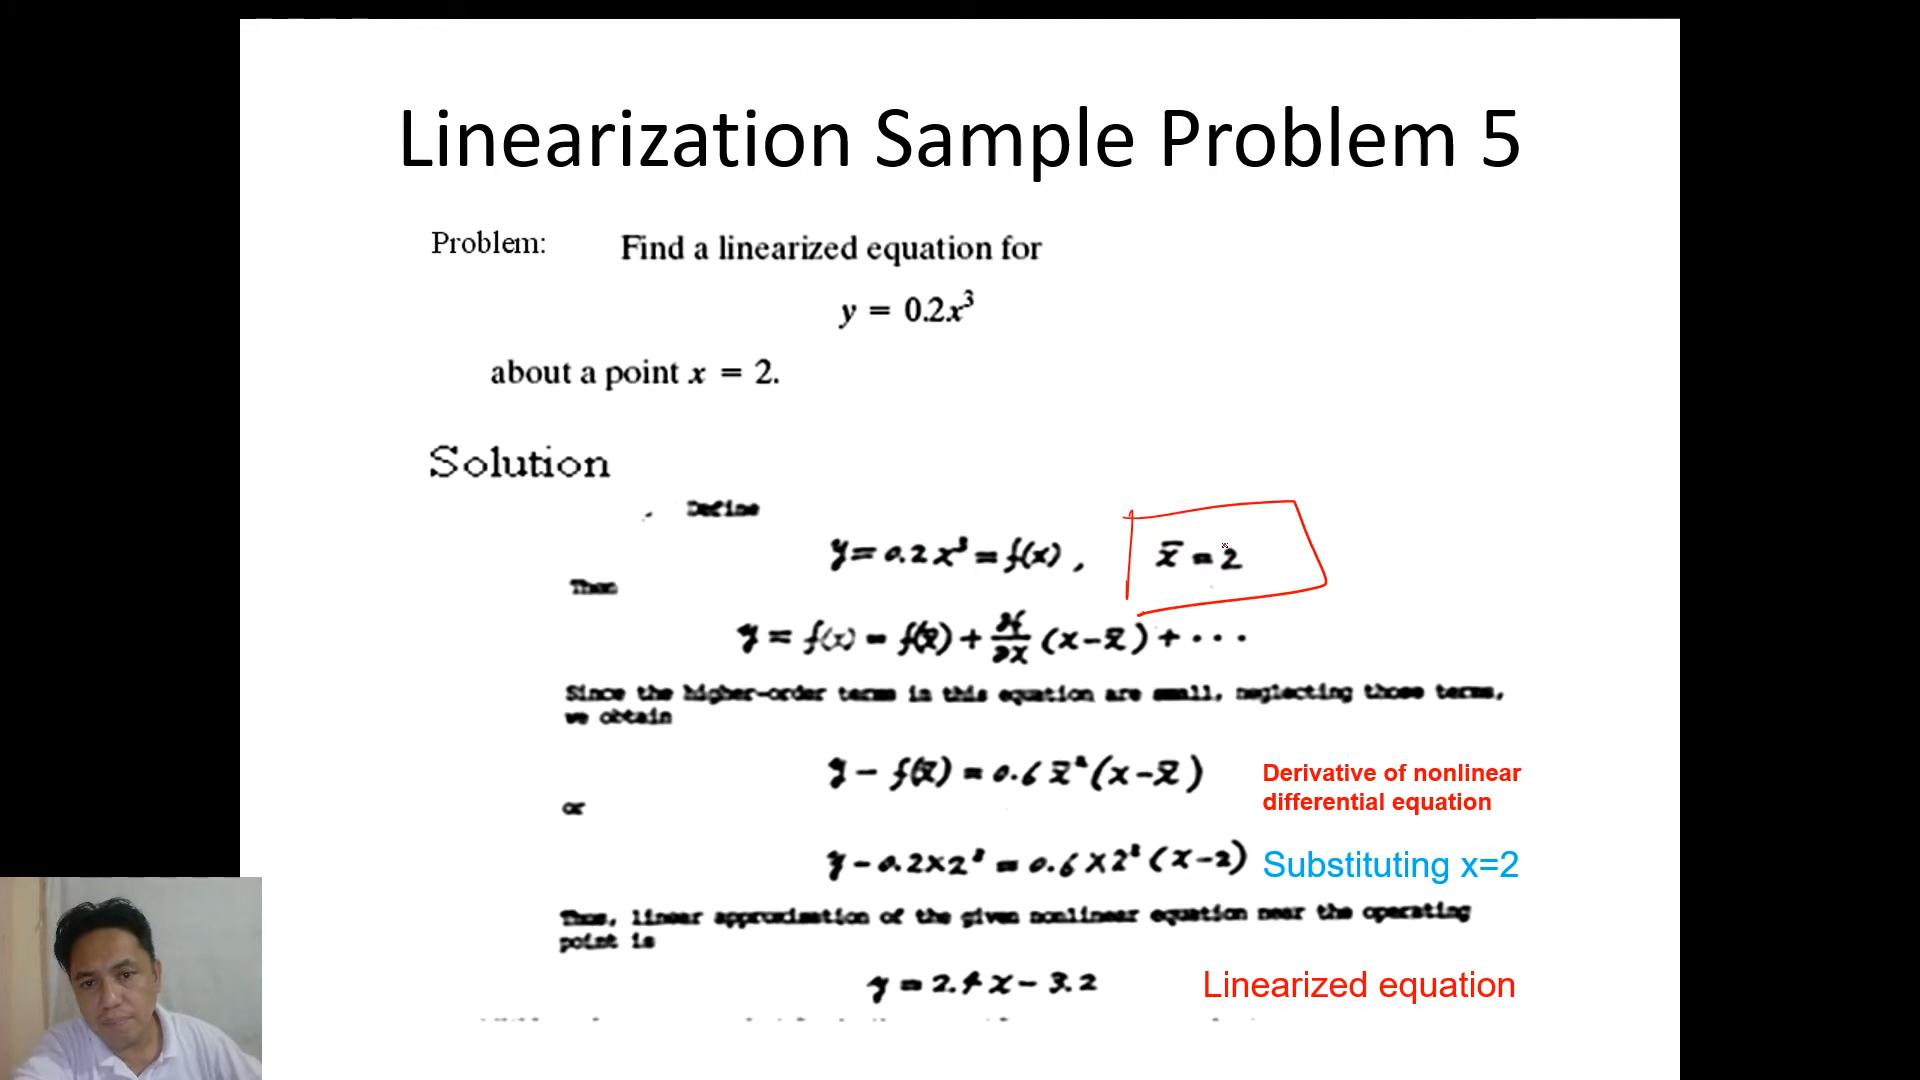 Linearization Sample Problem 5
Problem: Find a linearized equation for
y = 0.2x³
about a point x = 2.
Solution
Define
y = 0.2 x³ = f(x), x̄ = 2
Then
y = f(x) = f(x̄) + ∂f/∂x (x − x̄) + ···
Since the higher-order terms in this equation are small, neglecting those terms,
we obtain
y − f(x̄) = 0.6 x̄² (x − x̄) Derivative of nonlinear
differential equation
or
y − 0.2 × 2³ = 0.6 × 2² (x − 2) Substituting x=2
Thus, linear approximation of the given nonlinear equation near the operating
point is
y = 2.4 x − 3.2 Linearized equation